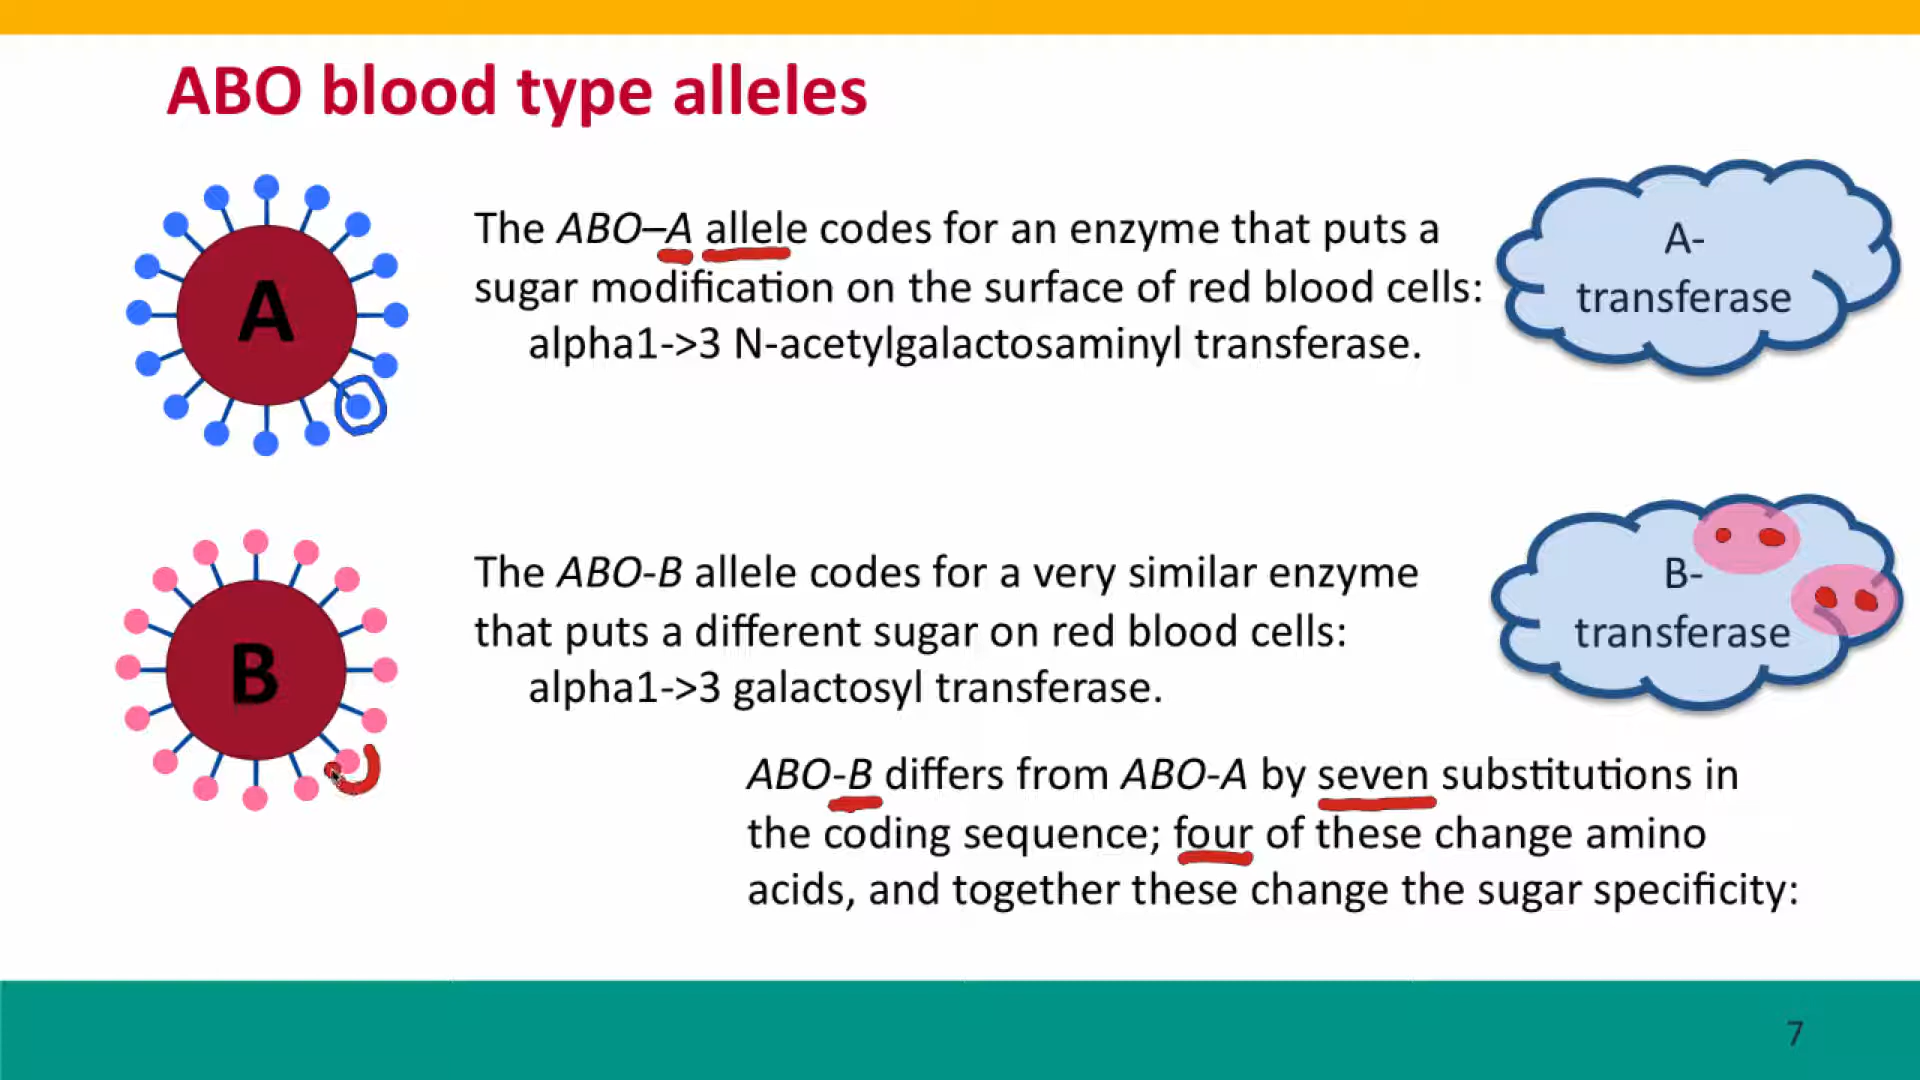 ABO blood type alleles
A
The ABO–A allele codes for an enzyme that puts a
sugar modification on the surface of red blood cells:
alpha1->3 N-acetylgalactosaminyl transferase.
A-
transferase
B
The ABO-B allele codes for a very similar enzyme
that puts a different sugar on red blood cells:
alpha1->3 galactosyl transferase.
B-
transferase
ABO-B differs from ABO-A by seven substitutions in
the coding sequence; four of these change amino
acids, and together these change the sugar specificity:
7